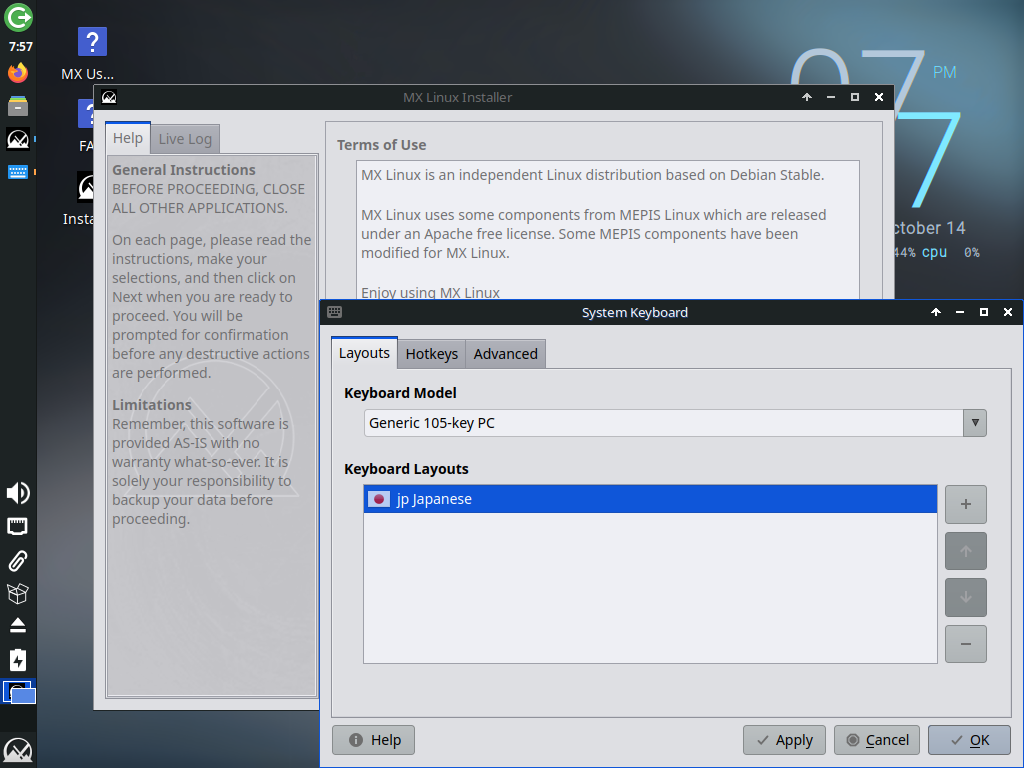 7:57
MX Us...
FA
Insta
07
PM
7
ctober 14
44% cpu 0%
MX Linux Installer
Help
Live Log
General Instructions
BEFORE PROCEEDING, CLOSE
ALL OTHER APPLICATIONS.
On each page, please read the
instructions, make your
selections, and then click on
Next when you are ready to
proceed. You will be
prompted for confirmation
before any destructive actions
are performed.
Limitations
Remember, this software is
provided AS-IS with no
warranty what-so-ever. It is
solely your responsibility to
backup your data before
proceeding.
Terms of Use
MX Linux is an independent Linux distribution based on Debian Stable.
MX Linux uses some components from MEPIS Linux which are released
under an Apache free license. Some MEPIS components have been
modified for MX Linux.
Enjoy using MX Linux
System Keyboard
Layouts
Hotkeys
Advanced
Keyboard Model
Generic 105-key PC
Keyboard Layouts
jp Japanese
Help
Apply
Cancel
OK